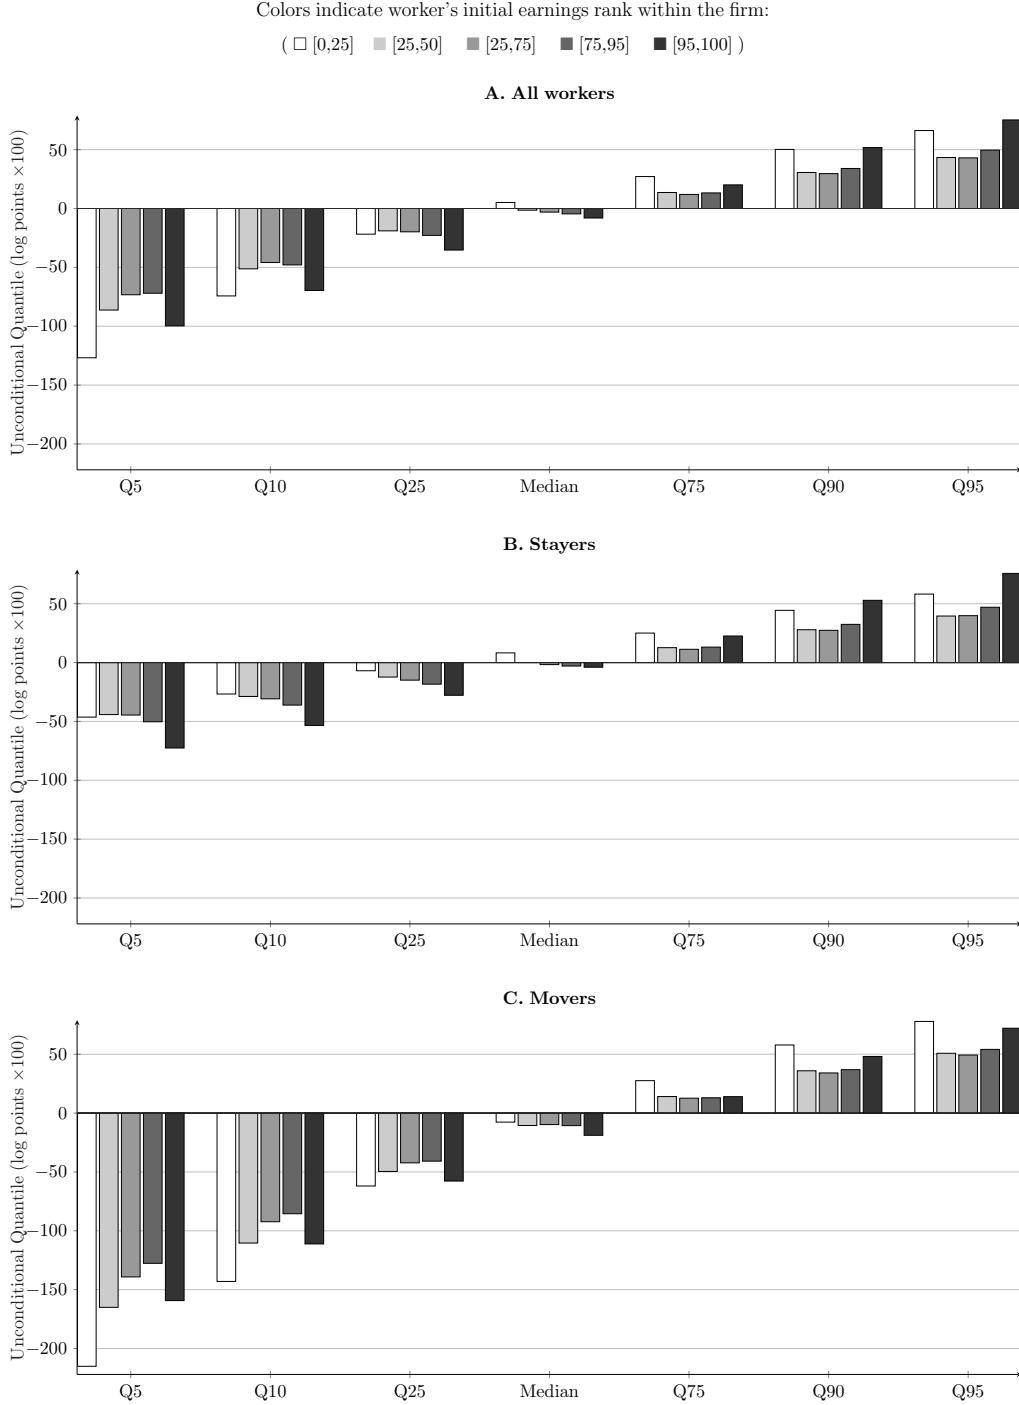 Colors indicate worker's initial earnings rank within the firm:
( [0,25] [25,50] [25,75] [75,95] [95,100] )
A. All workers
Unconditional Quantile (log points ×100)
50
0
−50
−100
−150
−200
Q5 Q10 Q25 Median Q75 Q90 Q95
B. Stayers
Unconditional Quantile (log points ×100)
50
0
−50
−100
−150
−200
Q5 Q10 Q25 Median Q75 Q90 Q95
C. Movers
Unconditional Quantile (log points ×100)
50
0
−50
−100
−150
−200
Q5 Q10 Q25 Median Q75 Q90 Q95